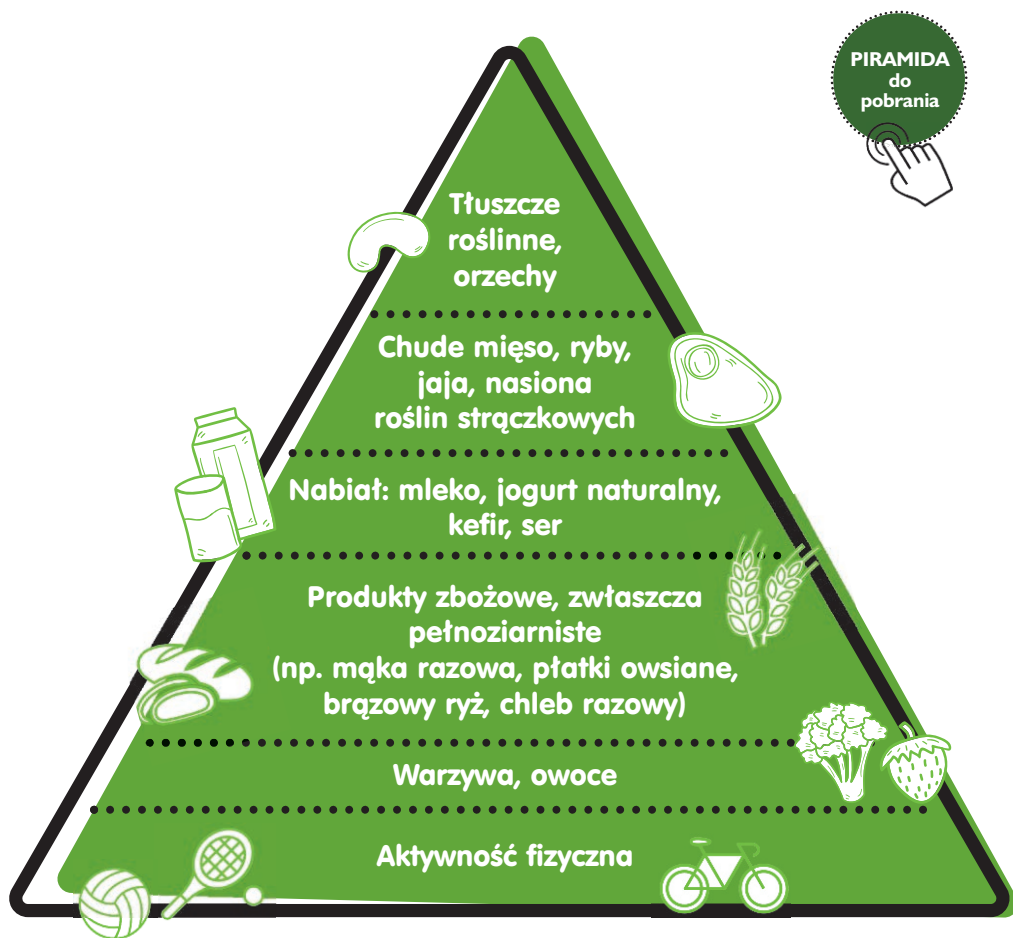 PIRAMIDA
do
pobrania
Tłuszcze
roślinne,
orzechy
Chude mięso, ryby,
jaja, nasiona
roślin strączkowych
Nabiał: mleko, jogurt naturalny,
kefir, ser
Produkty zbożowe, zwłaszcza
pełnoziarniste
(np. mąka razowa, płatki owsiane,
brązowy ryż, chleb razowy)
Warzywa, owoce
Aktywność fizyczna